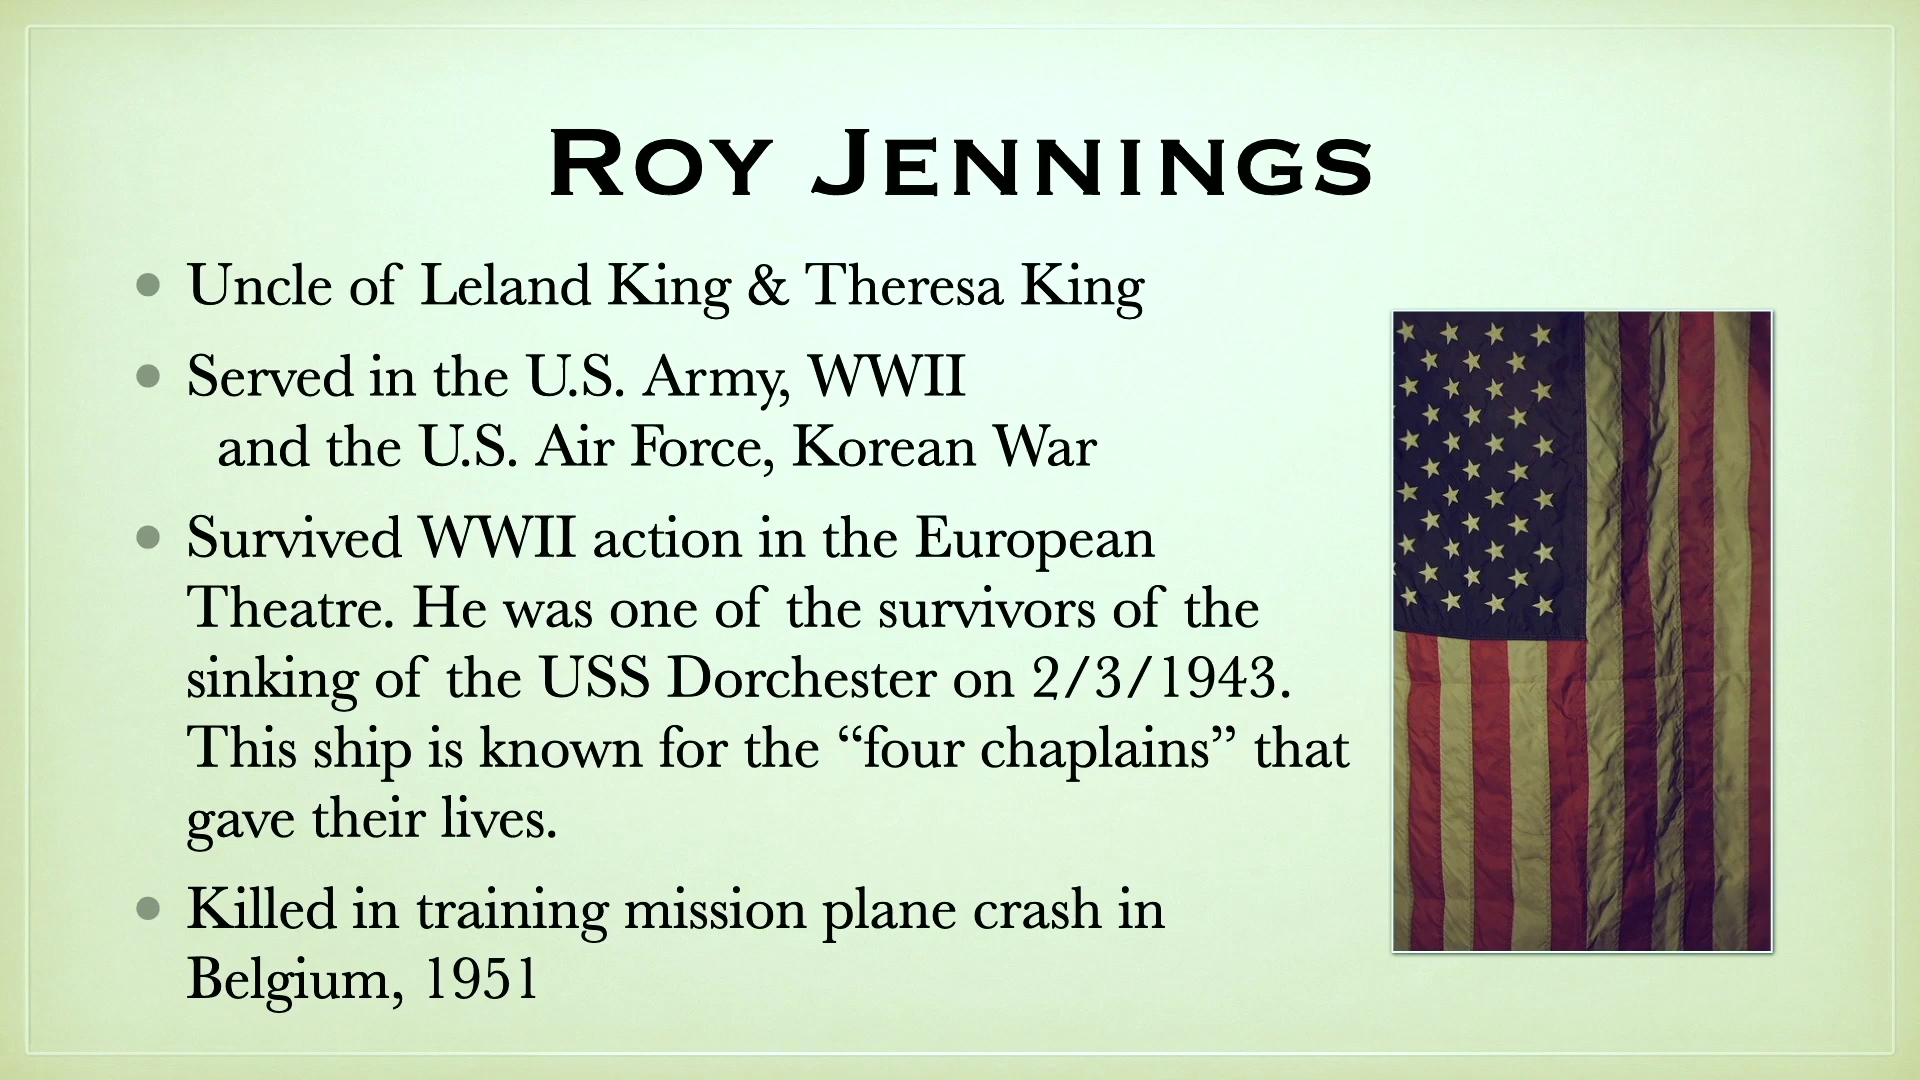 Roy Jennings
Uncle of Leland King & Theresa King
Served in the U.S. Army, WWII
and the U.S. Air Force, Korean War
Survived WWII action in the European
Theatre. He was one of the survivors of the
sinking of the USS Dorchester on 2/3/1943.
This ship is known for the “four chaplains” that
gave their lives.
Killed in training mission plane crash in
Belgium, 1951